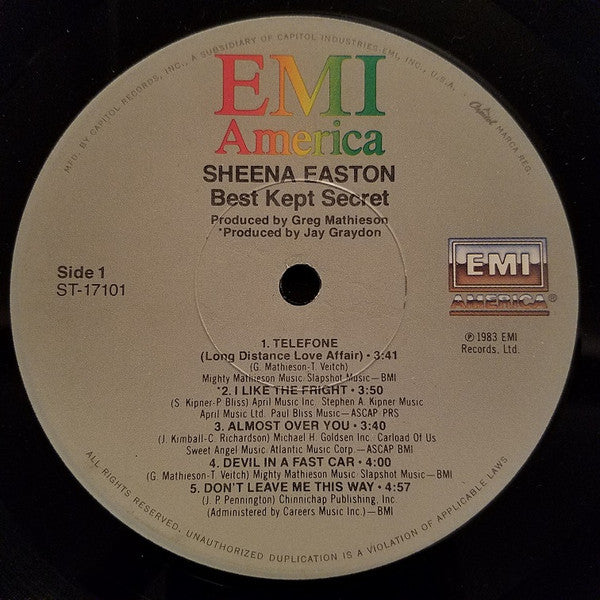 MFD. BY CAPITOL RECORDS, INC., A SUBSIDIARY OF CAPITOL INDUSTRIES-EMI, INC., U.S.A. • Capitol MARCA REG.
EMI
America
SHEENA EASTON
Best Kept Secret
Produced by Greg Mathieson
*Produced by Jay Graydon
Side 1
ST-17101
EMI
AMERICA®
℗ 1983 EMI
Records, Ltd.
1. TELEFONE
(Long Distance Love Affair) • 3:41
(G. Mathieson-T. Veitch)
Mighty Mathieson Music Slapshot Music—BMI
*2. I LIKE THE FRIGHT • 3:50
(S. Kipner-P Bliss) April Music Inc. Stephen A. Kipner Music
April Music Ltd. Paul Bliss Music—ASCAP PRS
3. ALMOST OVER YOU • 3:40
(J. Kimball-C. Richardson) Michael H. Goldsen Inc. Carload Of Us
Sweet Angel Music Atlantic Music Corp.—ASCAP BMI
4. DEVIL IN A FAST CAR • 4:00
(G. Mathieson-T. Veitch) Mighty Mathieson Music Slapshot Music—BMI
5. DON'T LEAVE ME THIS WAY • 4:57
(J. P. Pennington) Chinnichap Publishing, Inc.
(Administered by Careers Music Inc.)—BMI
ALL RIGHTS RESERVED. UNAUTHORIZED DUPLICATION IS A VIOLATION OF APPLICABLE LAWS